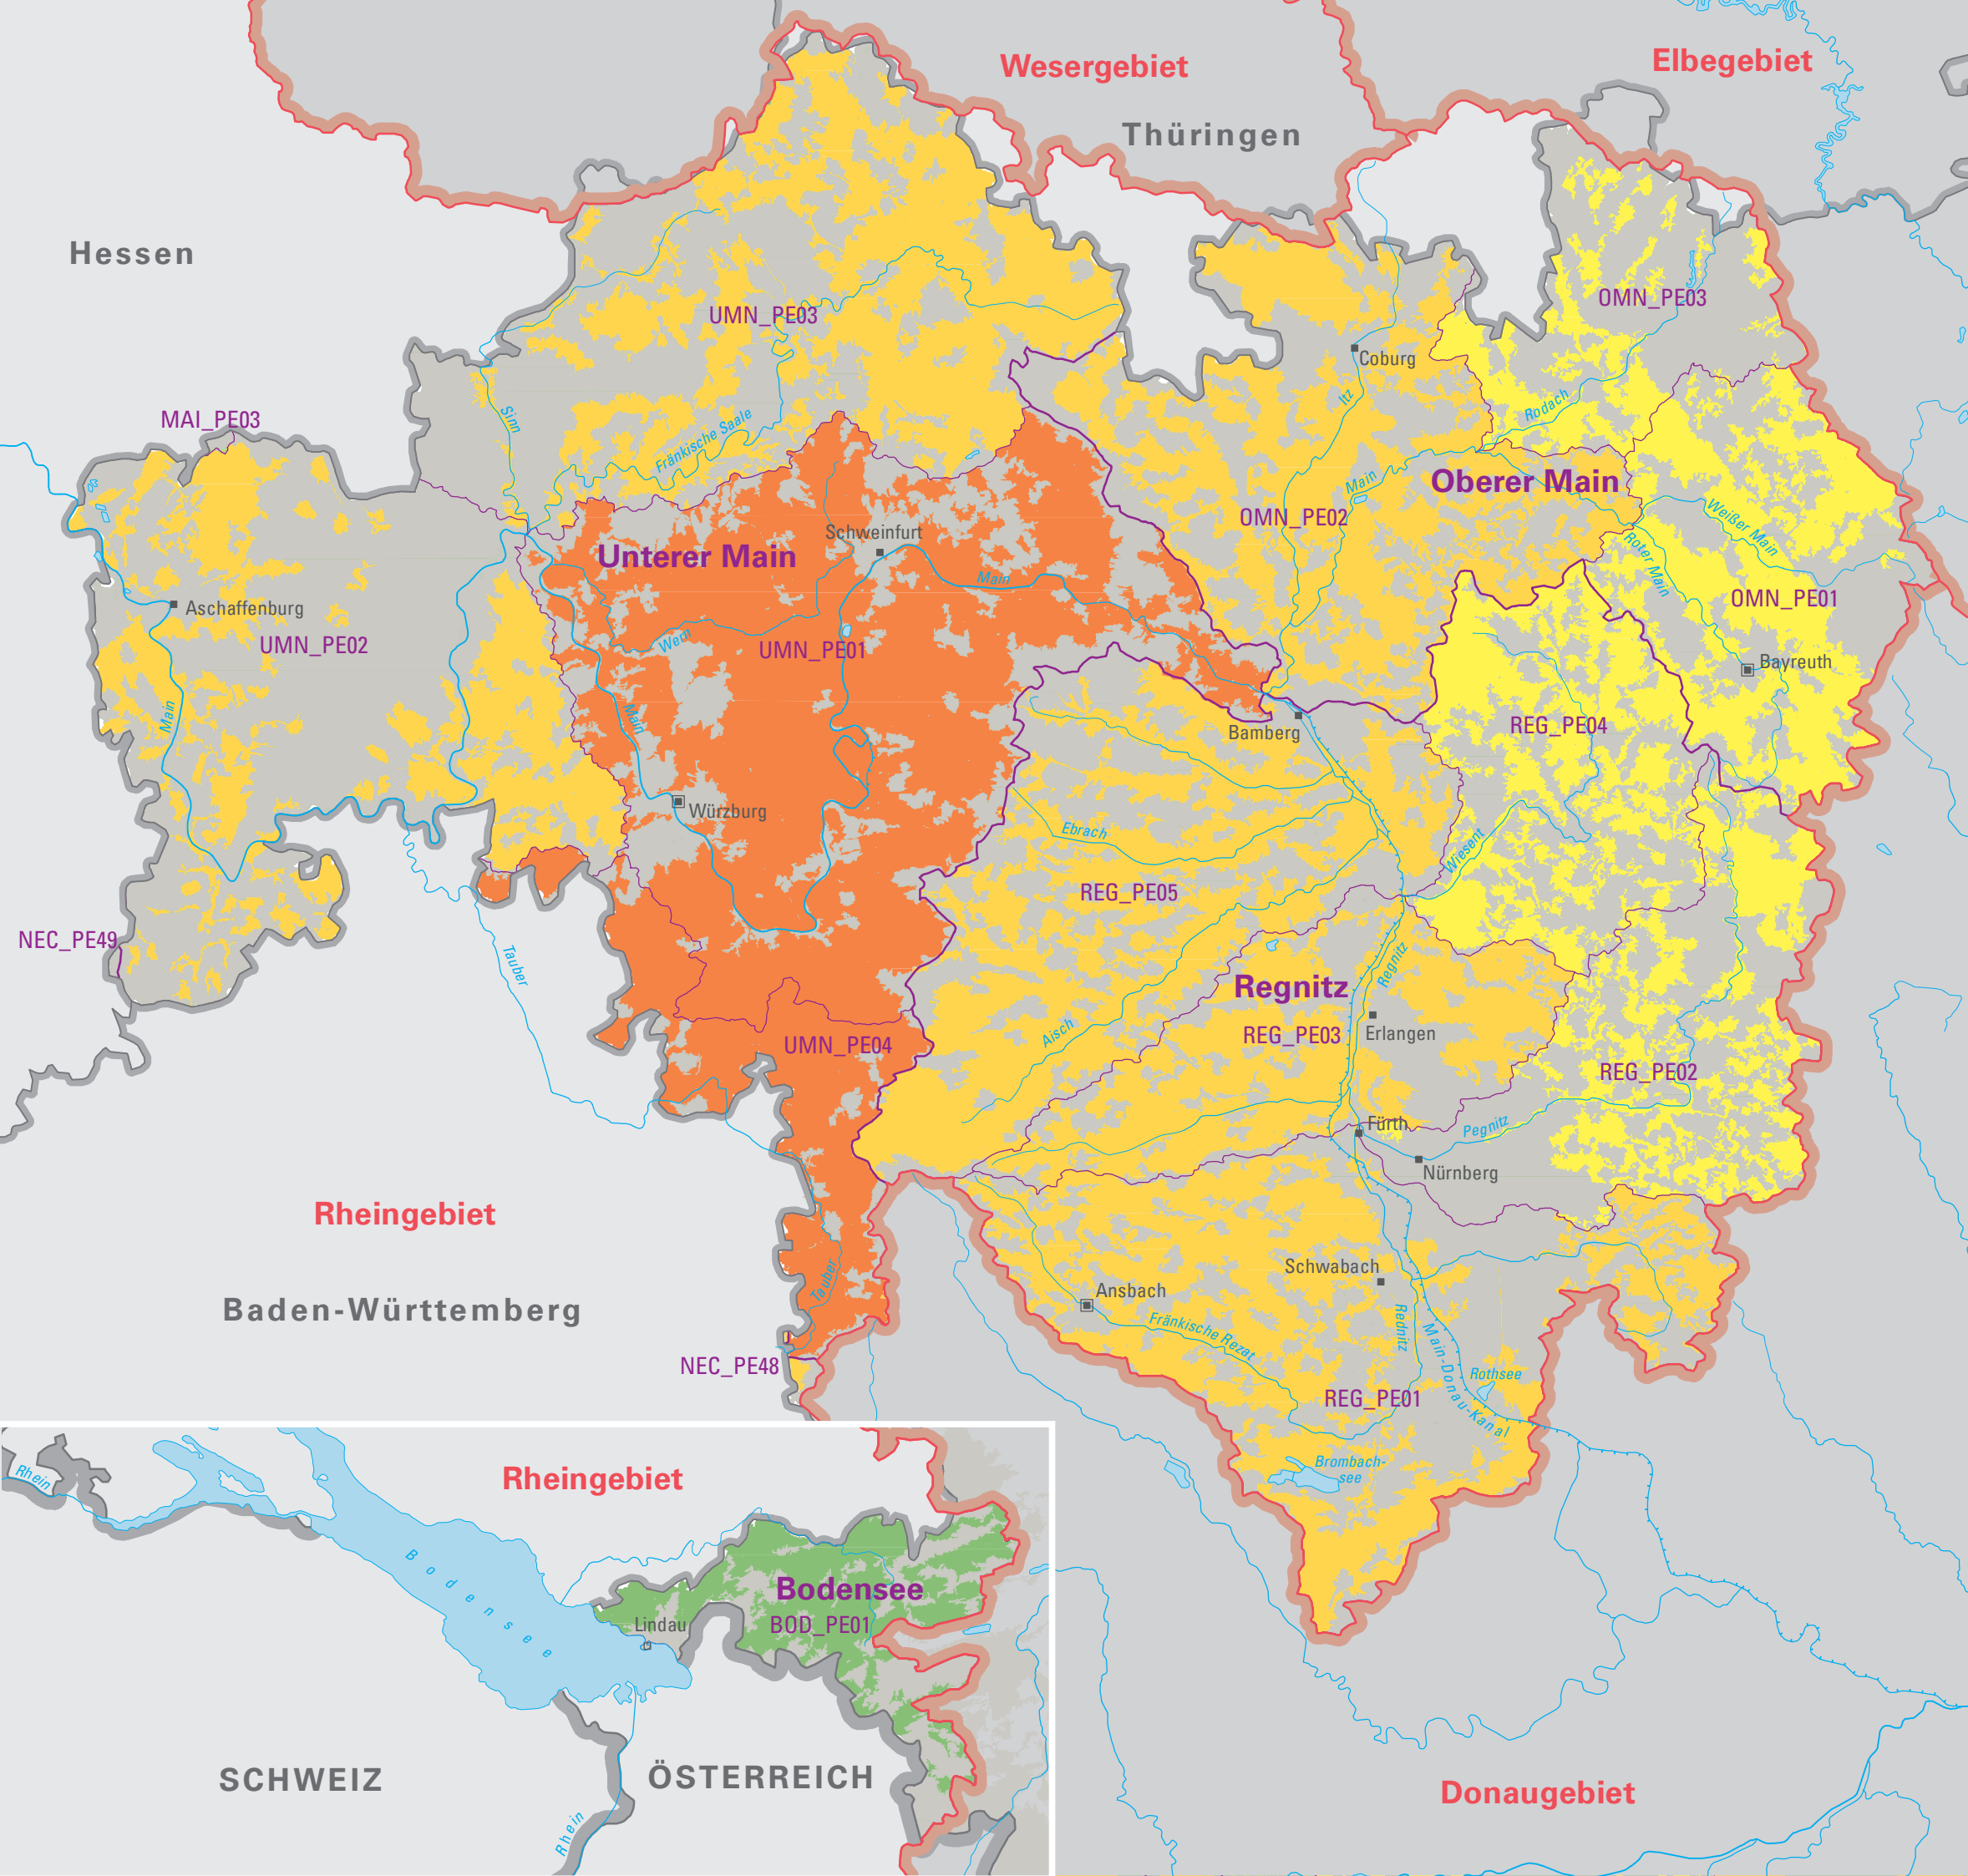 Wesergebiet
Elbegebiet
Thüringen
Hessen
OMN_PE03
UMN_PE03
Coburg
Itz
Rodach
Sinn
MAI_PE03
Fränkische Saale
Main
Oberer Main
OMN_PE02
Weißer Main
Roter Main
Schweinfurt
Unterer Main
Main
OMN_PE01
Aschaffenburg
UMN_PE02
Wern
UMN_PE01
Bayreuth
Main
Main
REG_PE04
Bamberg
Würzburg
Ebrach
Wiesent
REG_PE05
NEC_PE49
Tauber
Regnitz
Regnitz
Aisch
REG_PE03
Erlangen
UMN_PE04
REG_PE02
Fürth
Pegnitz
Nürnberg
Rheingebiet
Schwabach
Tauber
Ansbach
Baden-Württemberg
Fränkische Rezat
Rednitz
Main-Donau-Kanal
NEC_PE48
Rothsee
REG_PE01
Brombach-
see
Rheingebiet
Rhein
Bodensee
Bodensee
BOD_PE01
Lindau
SCHWEIZ
ÖSTERREICH
Rhein
Donaugebiet